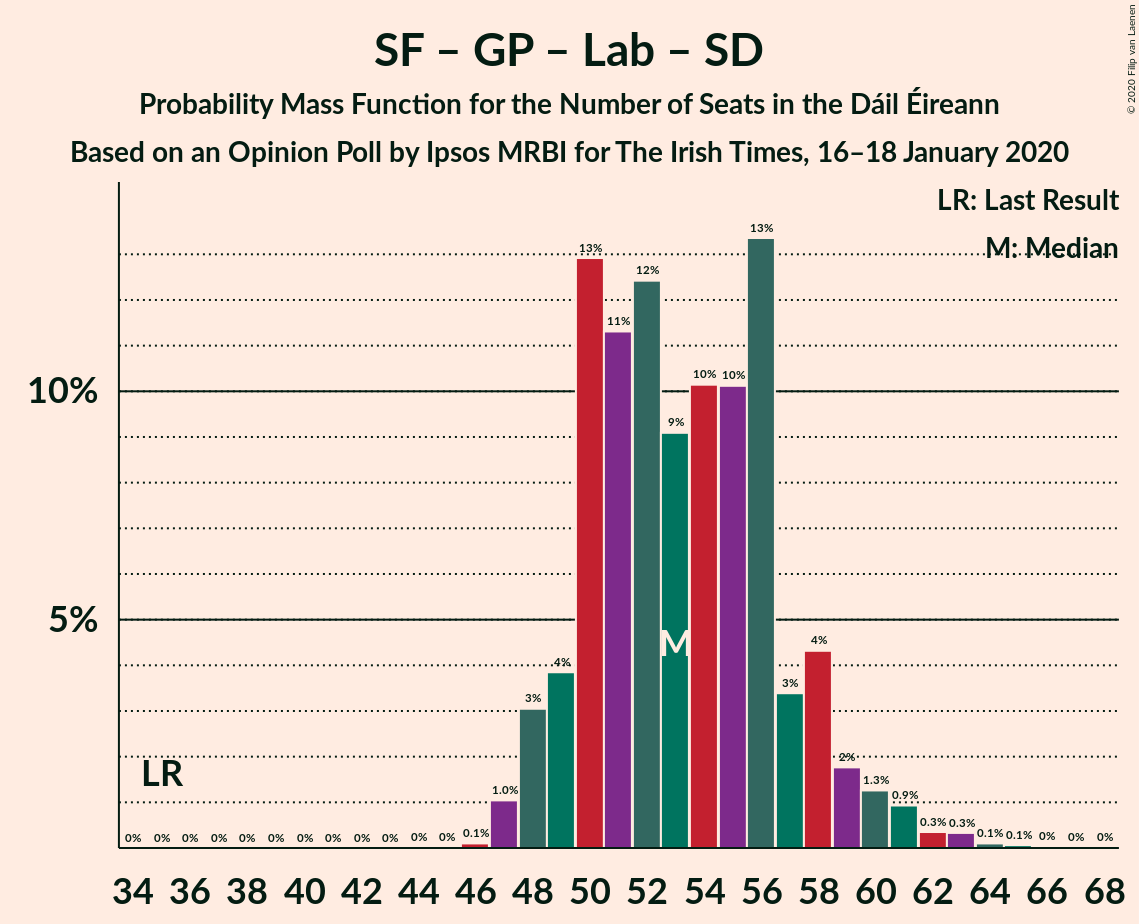 SF – GP – Lab – SD
Probability Mass Function for the Number of Seats in the Dáil Éireann
Based on an Opinion Poll by Ipsos MRBI for The Irish Times, 16–18 January 2020
© 2020 Filip van Laenen
LR: Last Result
M: Median
10%
5%
0% 0% 0% 0% 0% 0% 0% 0% 0% 0% 0% 0% 0.1% 1.0% 3% 4% 13% 11% 12% 9% 10% 10% 13% 3% 4% 2% 1.3% 0.9% 0.3% 0.3% 0.1% 0.1% 0% 0% 0%
LR
M
34 36 38 40 42 44 46 48 50 52 54 56 58 60 62 64 66 68